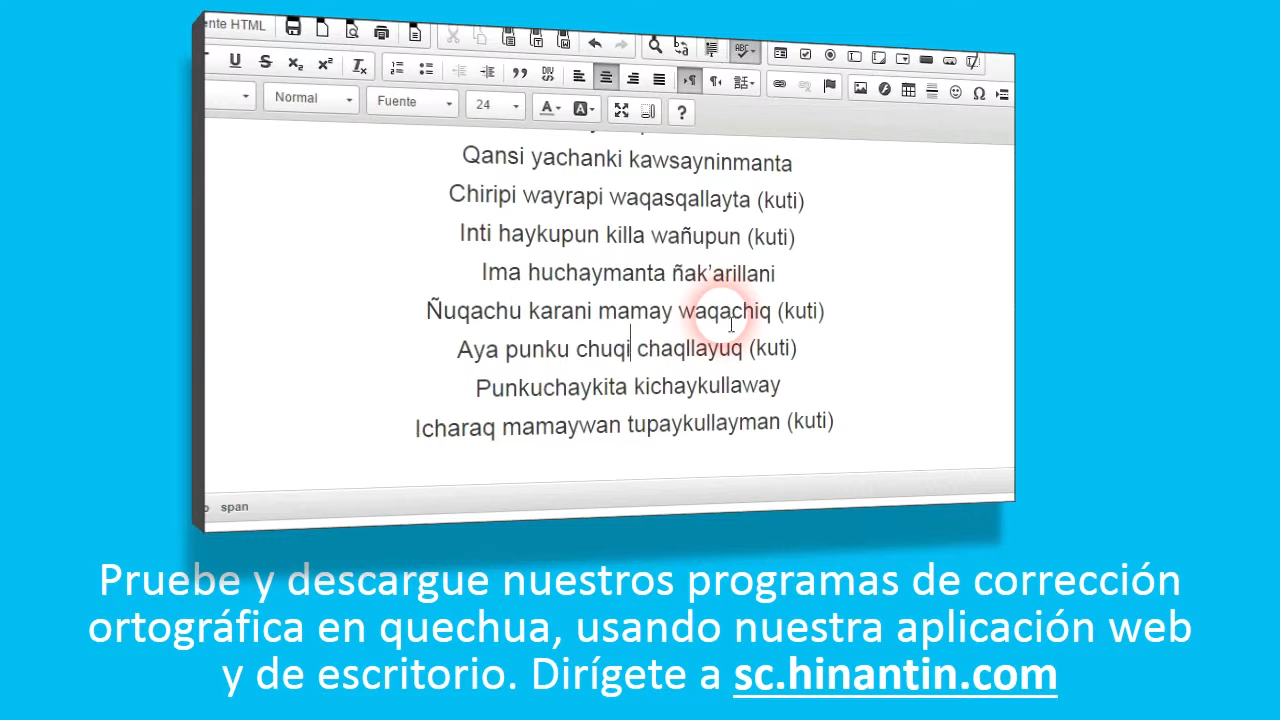 ente HTML
Normal
Fuente
24
Qansi yachanki kawsayninmanta
Chiripi wayrapi waqasqallayta (kuti)
Inti haykupun killa wañupun (kuti)
Ima huchaymanta ñak’arillani
Ñuqachu karani mamay waqachiq (kuti)
Aya punku chuqi chaqllayuq (kuti)
Punkuchaykita kichaykullaway
Icharaq mamaywan tupaykullayman (kuti)
span
Pruebe y descargue nuestros programas de corrección
ortográfica en quechua, usando nuestra aplicación web
y de escritorio. Dirígete a sc.hinantin.com